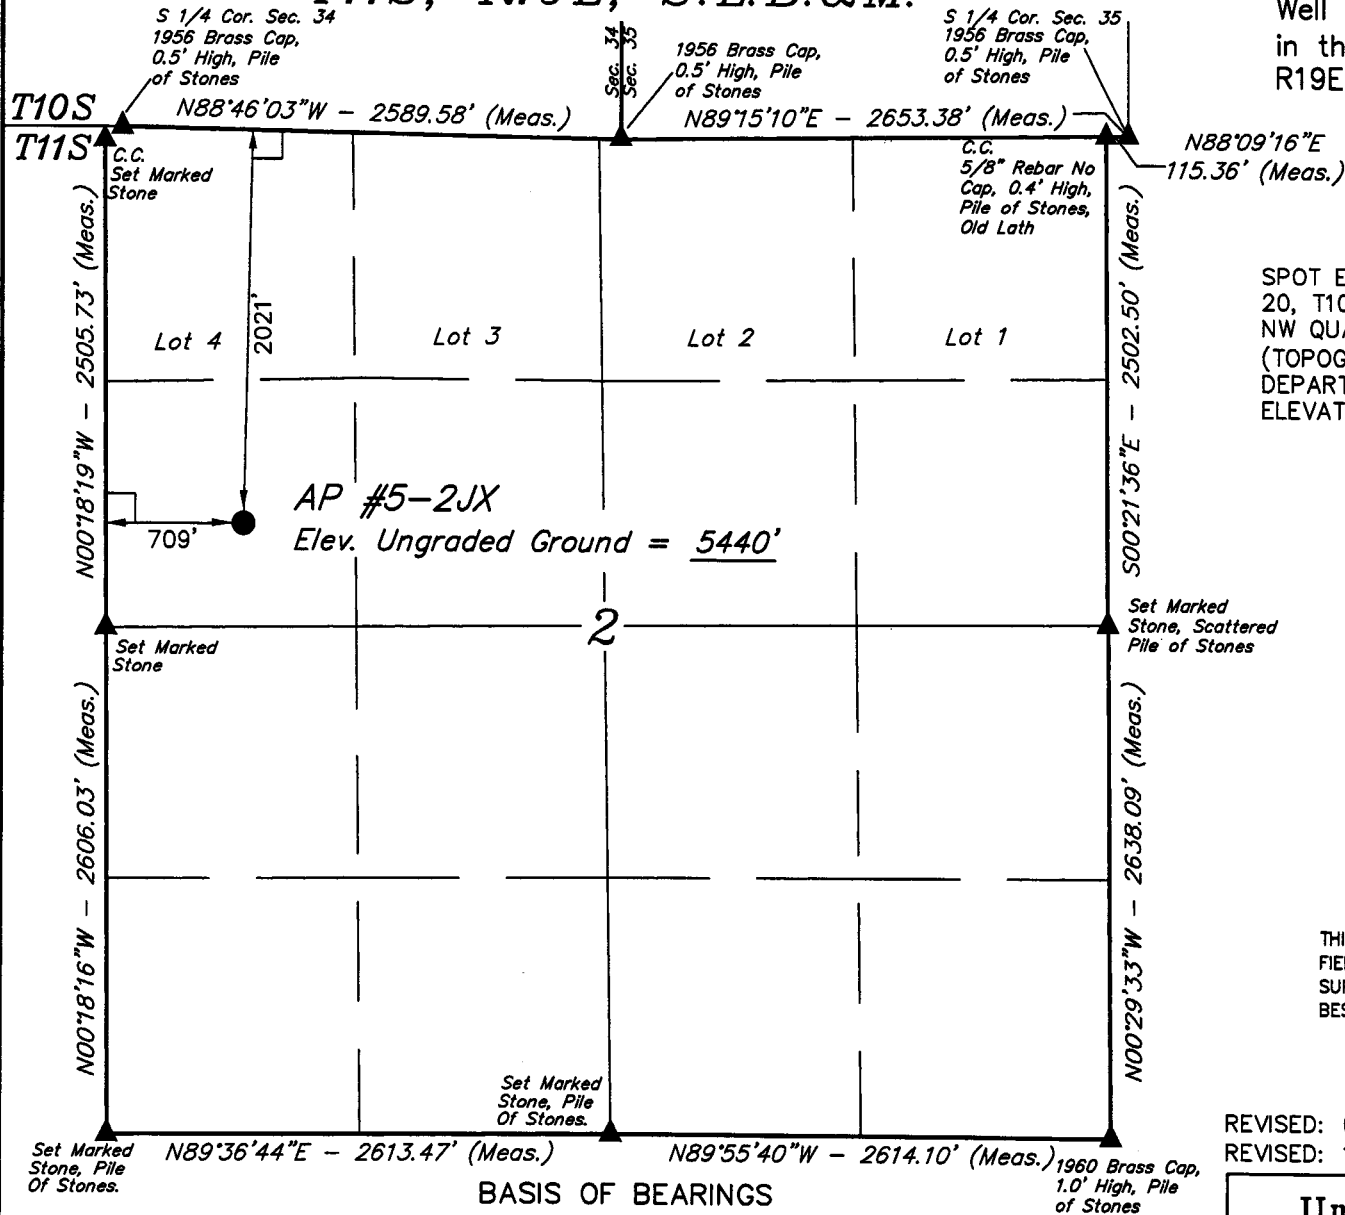 S 1/4 Cor. Sec. 34
1956 Brass Cap,
0.5' High, Pile
of Stones
Sec. 34
Sec. 35
1956 Brass Cap,
0.5' High, Pile
of Stones
S 1/4 Cor. Sec. 35
1956 Brass Cap,
0.5' High, Pile
of Stones
Well
in th
R19E
T10S
T11S
N88°46'03"W - 2589.58' (Meas.)
N89°15'10"E - 2653.38' (Meas.)
N88°09'16"E
115.36' (Meas.)
C.C.
Set Marked
Stone
C.C.
5/8" Rebar No
Cap, 0.4' High,
Pile of Stones,
Old Lath
N00°18'19"W - 2505.73' (Meas.)
2021'
Lot 4
Lot 3
Lot 2
Lot 1
S00°21'36"E - 2502.50' (Meas.)
SPOT E
20, T10
NW QUA
(TOPOG
DEPART
ELEVAT
709'
AP #5-2JX
Elev. Ungraded Ground = 5440'
2
Set Marked
Stone
Set Marked
Stone, Scattered
Pile of Stones
N00°18'16"W - 2606.03' (Meas.)
N00°29'33"W - 2638.09' (Meas.)
THI
FIE
SUI
BES
Set Marked
Stone, Pile
Of Stones.
Set Marked
Stone, Pile
Of Stones.
N89°36'44"E - 2613.47' (Meas.)
N89°55'40"W - 2614.10' (Meas.)
1960 Brass Cap,
1.0' High, Pile
of Stones
BASIS OF BEARINGS
REVISED:
REVISED: